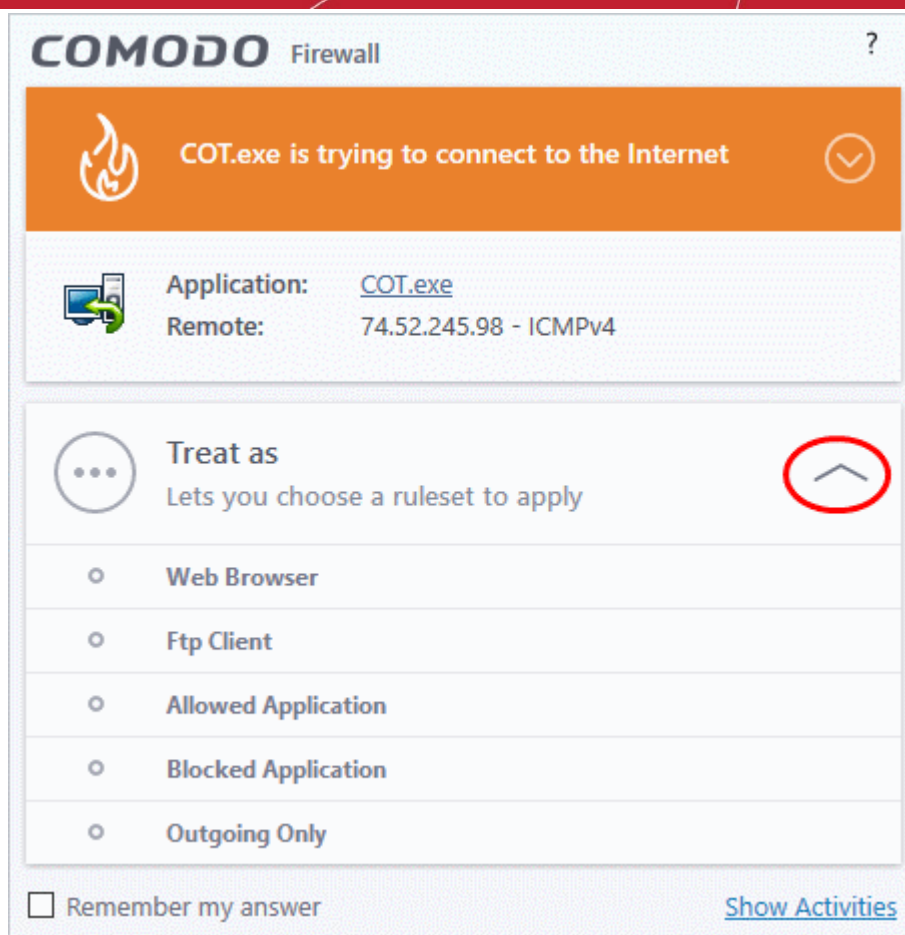 COMODO Firewall ?
COT.exe is trying to connect to the Internet
Application: COT.exe
Remote: 74.52.245.98 - ICMPv4
Treat as
Lets you choose a ruleset to apply
Web Browser
Ftp Client
Allowed Application
Blocked Application
Outgoing Only
Remember my answer Show Activities